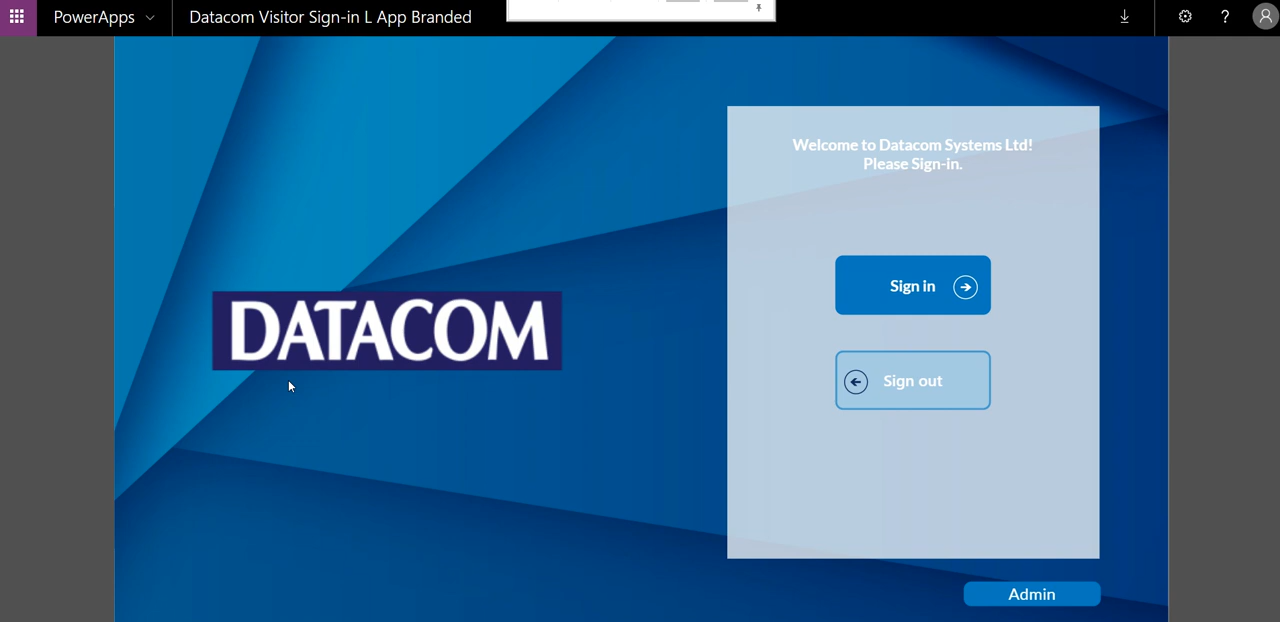 PowerApps
Datacom Visitor Sign-in L App Branded
?
Welcome to Datacom Systems Ltd!
Please Sign-in.
Sign in
DATACOM
Sign out
Admin